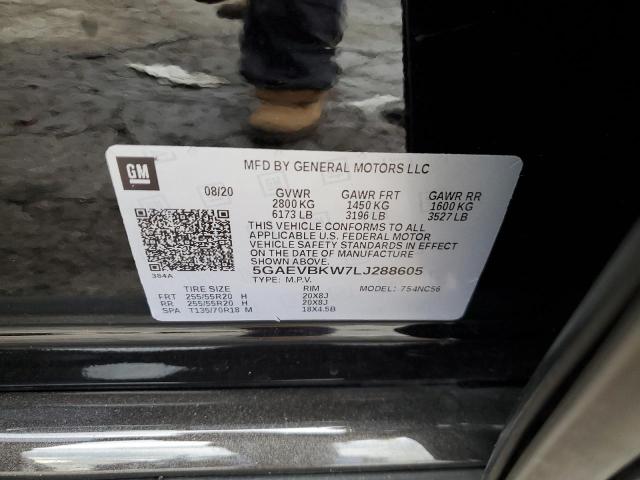 GM
MFD BY GENERAL MOTORS LLC
08/20 GVWR GAWR FRT GAWR RR
2800 KG 1450 KG 1600 KG
6173 LB 3196 LB 3527 LB
THIS VEHICLE CONFORMS TO ALL
APPLICABLE U.S. FEDERAL MOTOR
VEHICLE SAFETY STANDARDS IN EFFECT
ON THE DATE OF MANUFACTURE
5GAEVBKW7LJ288605
384A
TYPE: M.P.V. MODEL: 754NC56
TIRE SIZE RIM
FRT 255/55R20 H 20X8J
RR 255/55R20 H 20X8J
SPA T135/70R18 M 18X4.5B